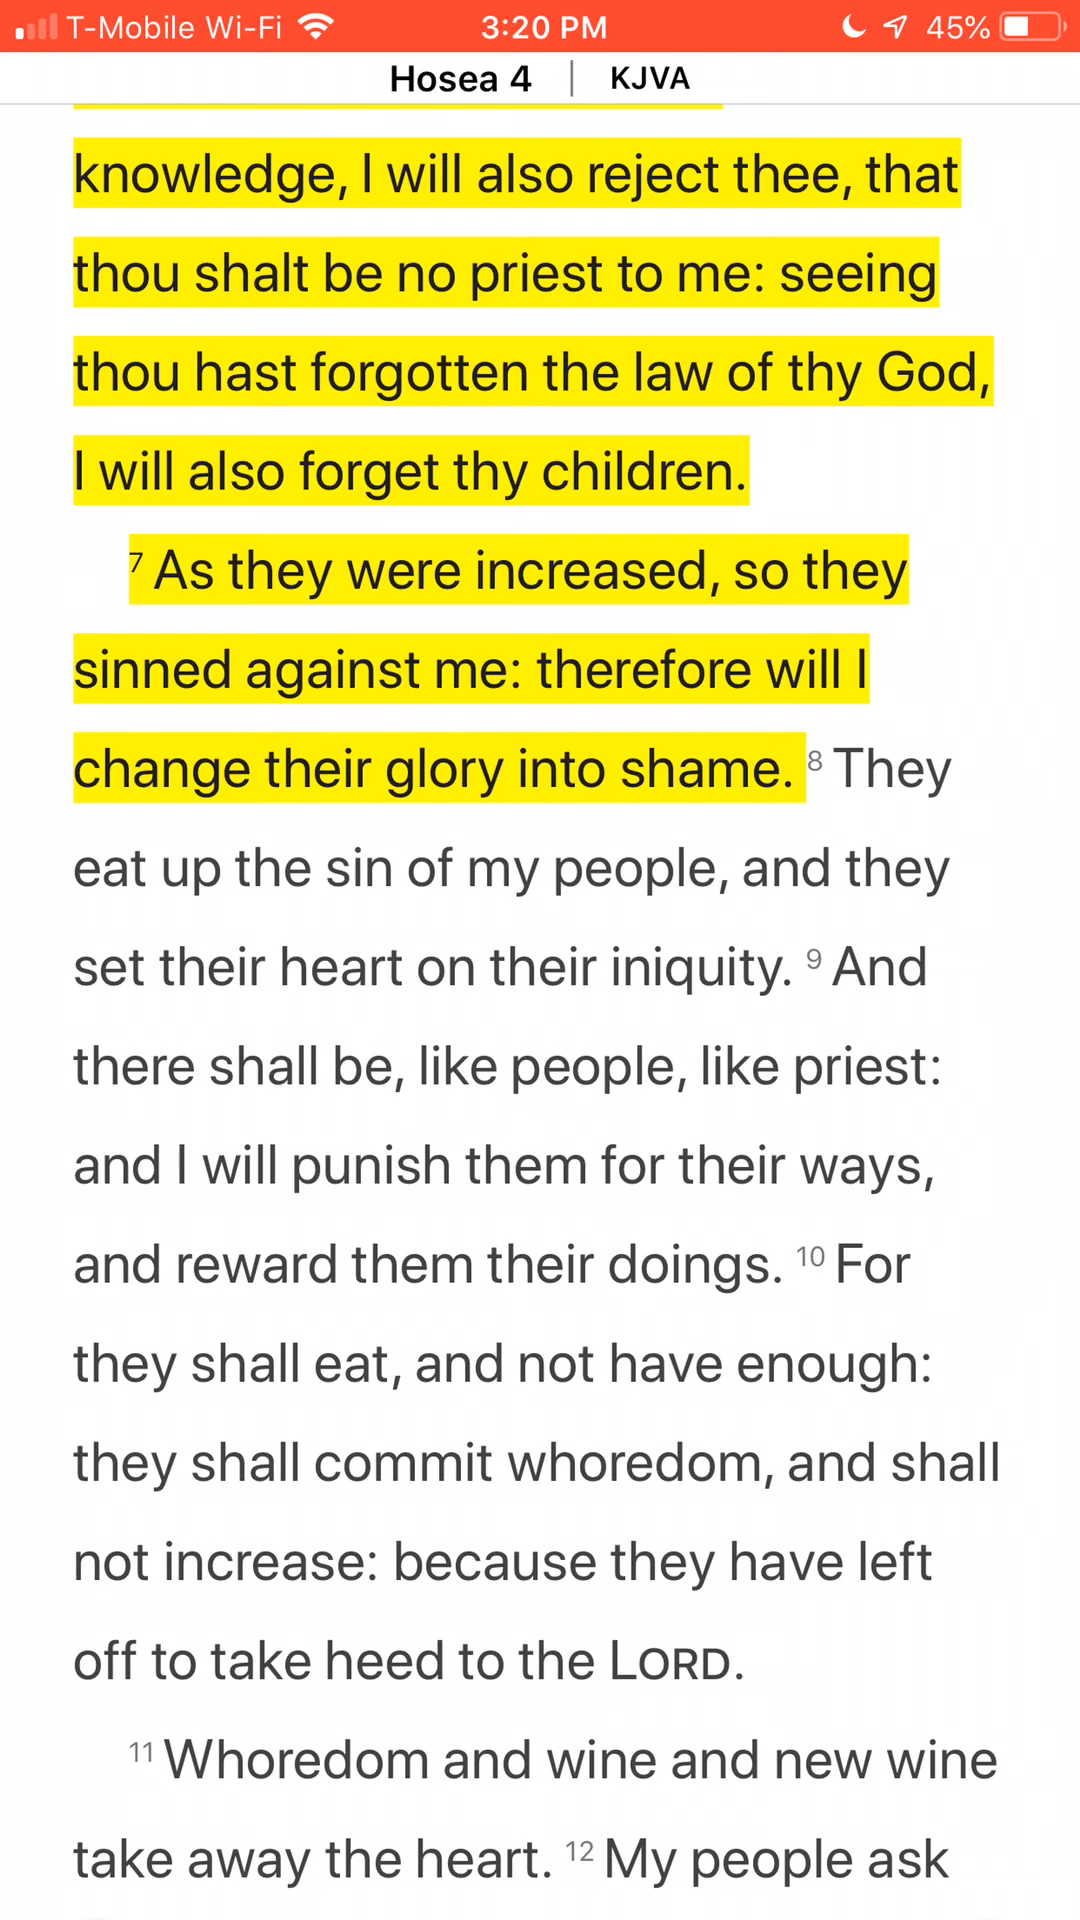 T-Mobile Wi-Fi 3:20 PM 45%
Hosea 4 | KJVA
knowledge, I will also reject thee, that
thou shalt be no priest to me: seeing
thou hast forgotten the law of thy God,
I will also forget thy children.
7 As they were increased, so they
sinned against me: therefore will I
change their glory into shame. 8 They
eat up the sin of my people, and they
set their heart on their iniquity. 9 And
there shall be, like people, like priest:
and I will punish them for their ways,
and reward them their doings. 10 For
they shall eat, and not have enough:
they shall commit whoredom, and shall
not increase: because they have left
off to take heed to the LORD.
11 Whoredom and wine and new wine
take away the heart. 12 My people ask